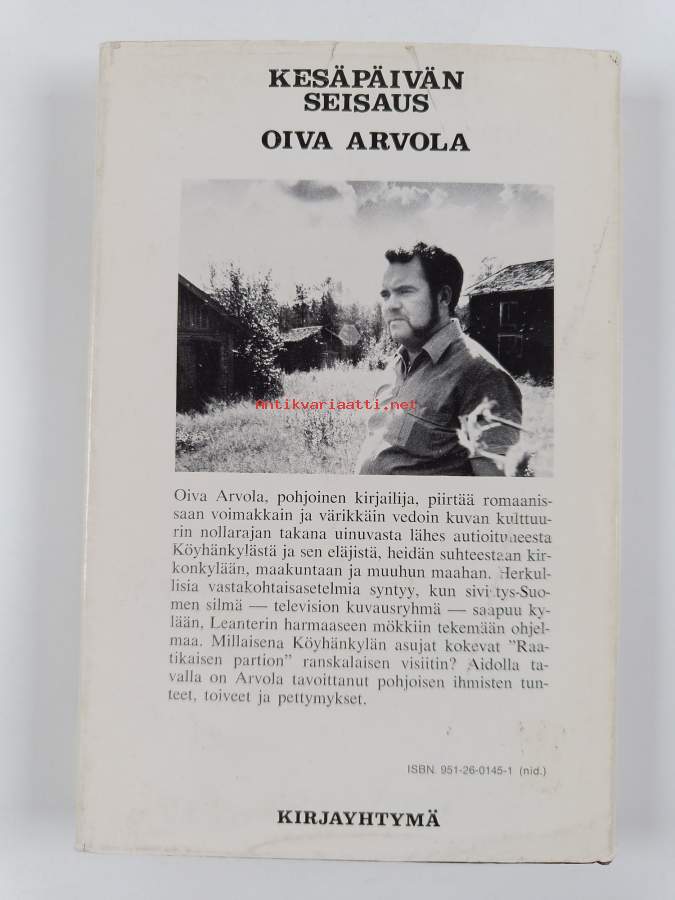 KESÄPÄIVÄN
SEISAUS
OIVA ARVOLA
Antikvariaatti.net
Oiva Arvola, pohjoinen kirjailija, piirtää romaanis-
saan voimakkain ja värikkäin vedoin kuvan kulttuu-
rin nollarajan takana uinuvasta lähes autioituneesta
Köyhänkylästä ja sen eläjistä, heidän suhteestaan kir-
konkylään, maakuntaan ja muuhun maahan. Herkul-
lisia vastakohtaisasetelmia syntyy, kun sivistys-Suo-
men silmä — television kuvausryhmä — saapuu ky-
lään, Leanterin harmaaseen mökkiin tekemään ohjel-
maa. Millaisena Köyhänkylän asujat kokevat ”Raa-
tikaisen partion” ranskalaisen visiitin? Aidolla ta-
valla on Arvola tavoittanut pohjoisen ihmisten tun-
teet, toiveet ja pettymykset.
ISBN 951-26-0145-1 (nid.)
KIRJAYHTYMÄ